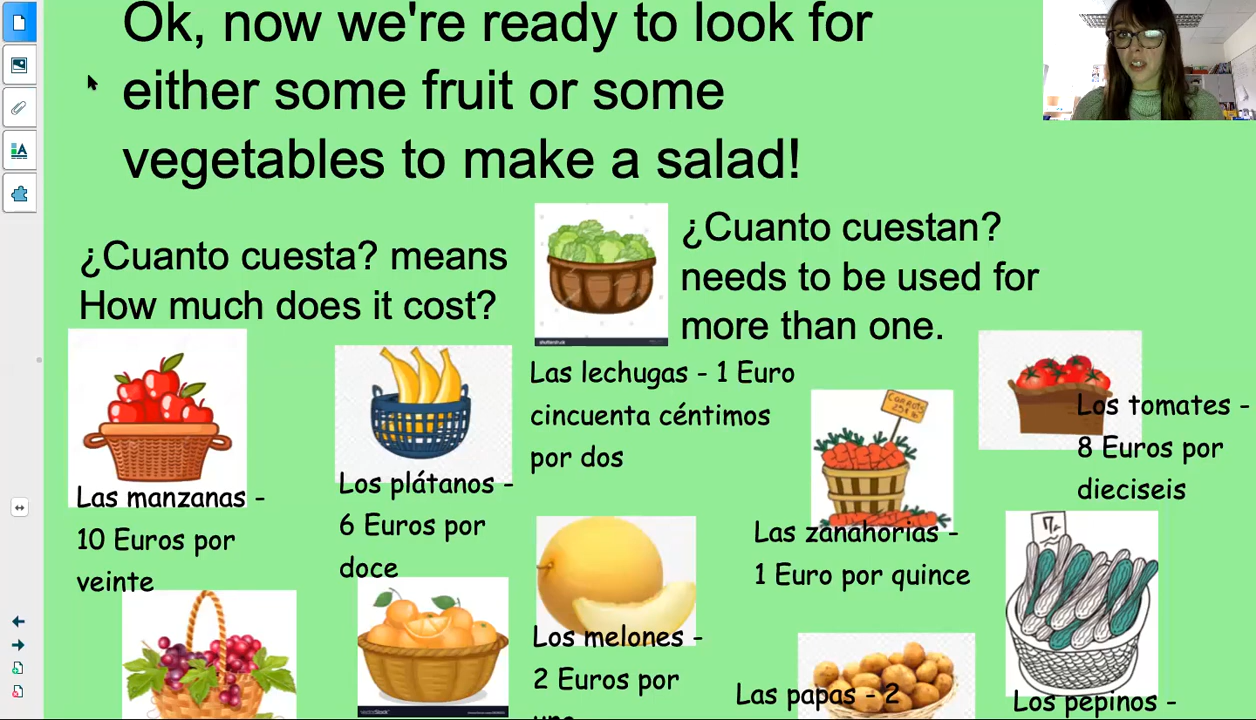 Ok, now we're ready to look for
either some fruit or some
vegetables to make a salad!
¿Cuanto cuesta? means
How much does it cost?
¿Cuanto cuestan?
needs to be used for
more than one.
Las manzanas -
10 Euros por
veinte
Los plátanos -
6 Euros por
doce
Las lechugas - 1 Euro
cincuenta céntimos
por dos
Los tomates -
8 Euros por
dieciseis
Carrots
Las zanahorias -
1 Euro por quince
Los melones -
2 Euros por
Las papas - 2
Los pepinos -
shutterstock
VectorStock